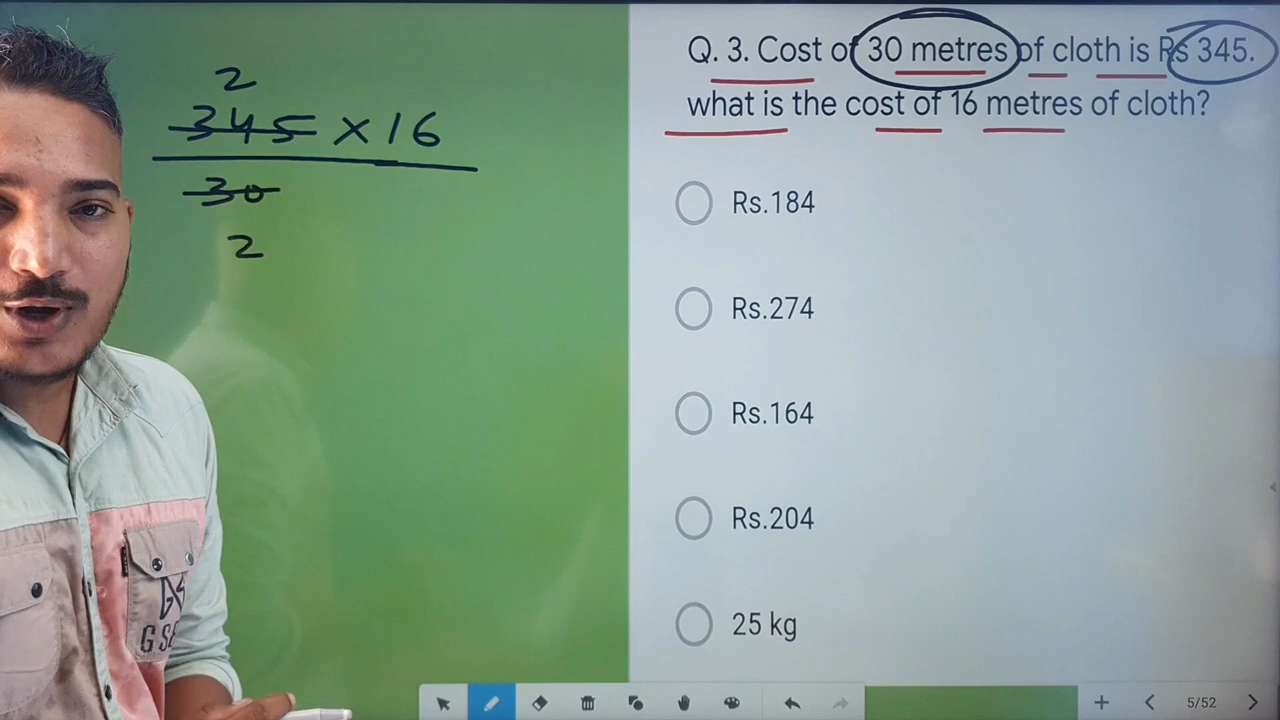 2
345 × 16
30
2
Q. 3. Cost of 30 metres of cloth is Rs 345.
what is the cost of 16 metres of cloth?
Rs.184
Rs.274
Rs.164
Rs.204
25 kg
5/52